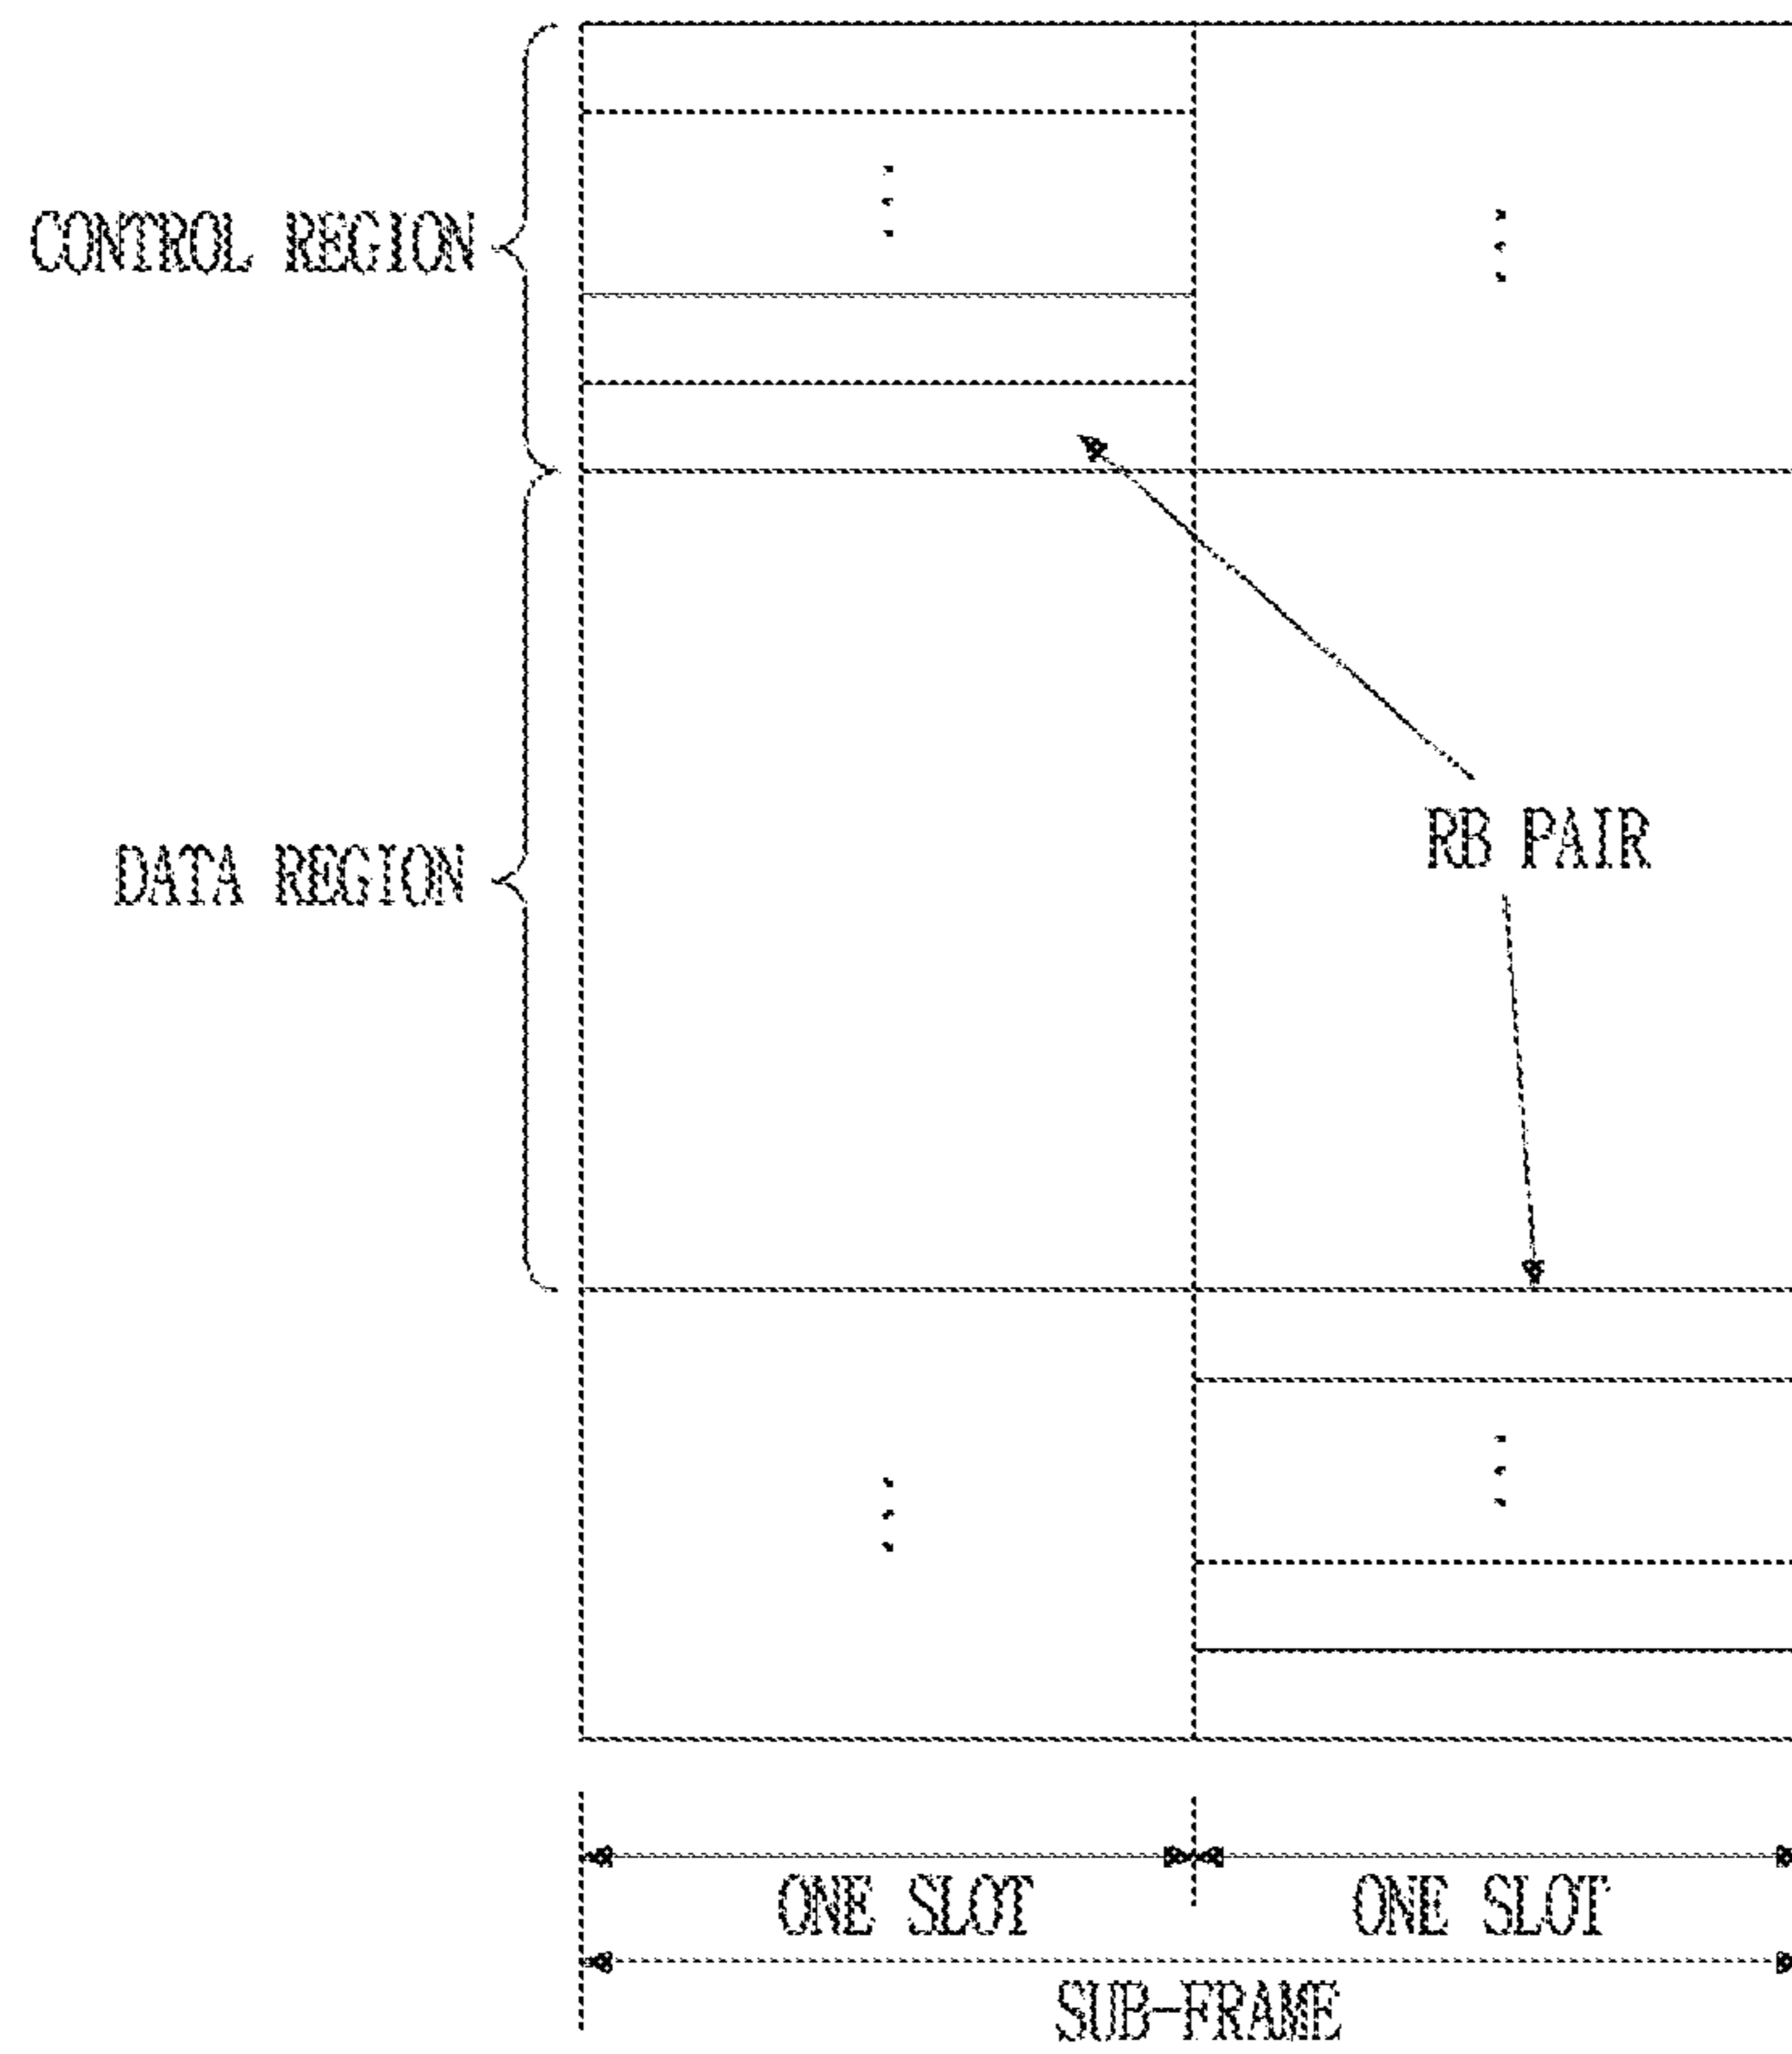 CONTROL REGION
DATA REGION
RB PAIR
ONE SLOT ONE SLOT
SUB-FRAME